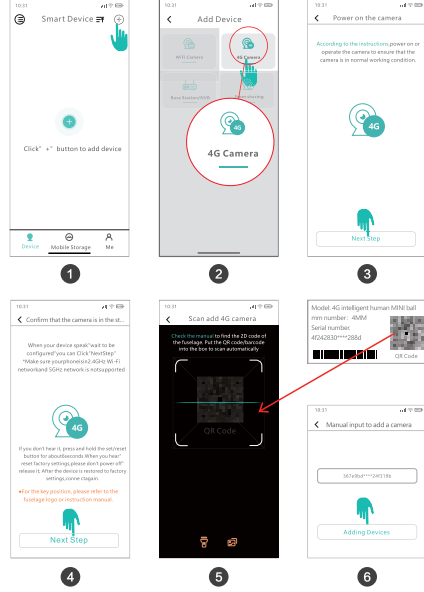 10:31
Smart Device
Click" +" button to add device
Device
Mobile Storage
Me
1
10:31
Add Device
WiFi Camera
4G Camera
Base Station/NVR
4G
4G Camera
2
10:31
Power on the camera
According to the instructions,power on or
operate the camera to ensure that the
camera is in normal working condition.
4G
Next Step
3
10:31
Confirm that the camera is in the st...
When your device speak"wait to be
configured"you can Click"NextStep"
"Make sure yourphoneisin2.4GHz Wi-Fi
networkand 5GHz network is notsupported
4G
If you don't hear it, press and hold the set/reset
button for about6seconds.When you hear"
reset factory settings,please don't power off"
release it. After the device is restored to factory
settings,conne ctagain.
●For the key position, please refer to the
fuselage logo or instruction manual.
Next Step
4
10:31
Scan add 4G camera
Check the manual to find the 2D code of
the fuselage. Put the QR code/barcode
into the box to scan automatically
QR Code
5
Model: 4G intelligent human MINI ball
mm number: 4MM
Serial number.
4f242830****288d
QR Code
10:31
Manual input to add a camera
Adding Devices
6